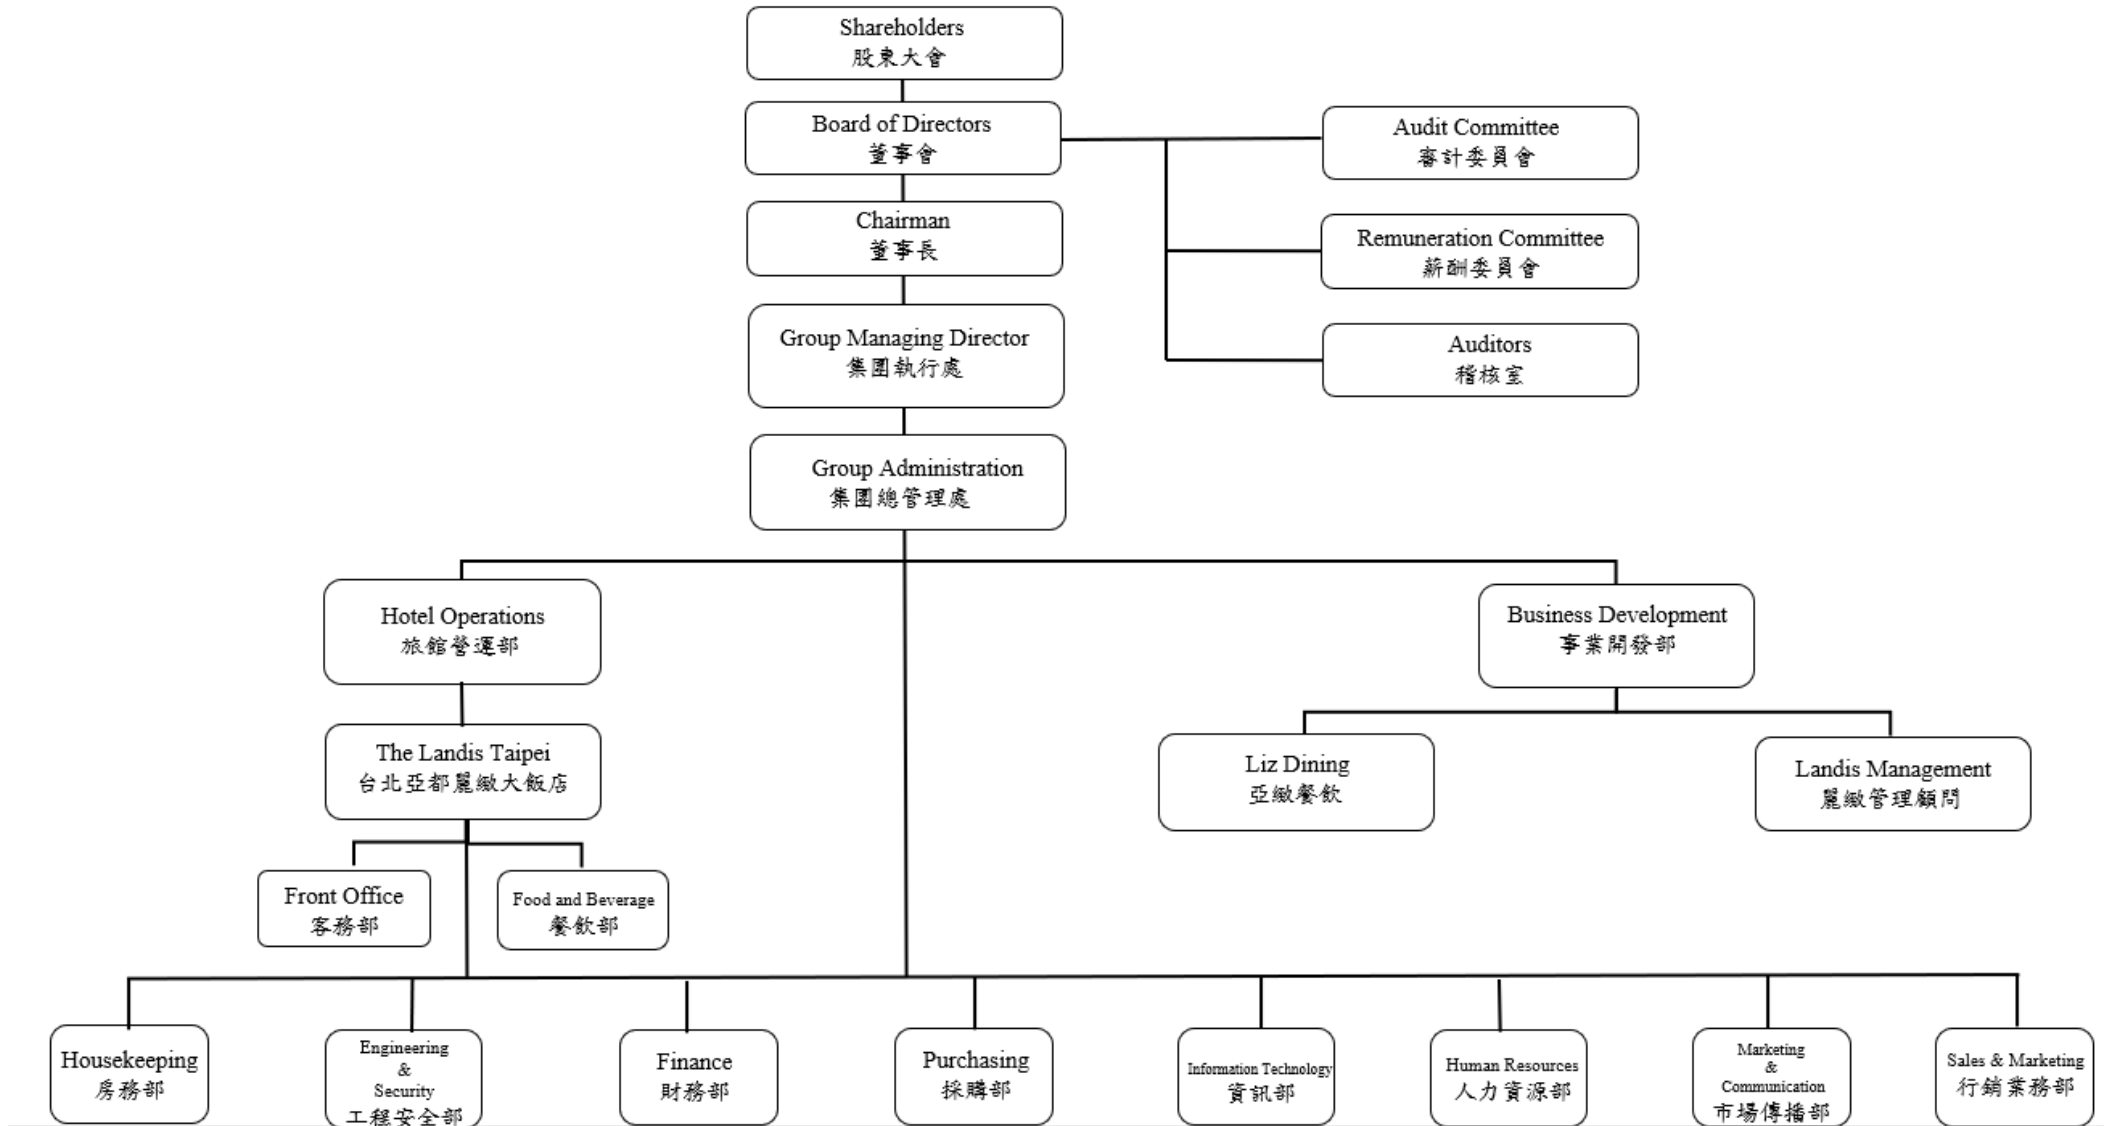 Shareholders
股東大會
Board of Directors
董事會
Audit Committee
審計委員會
Chairman
董事長
Remuneration Committee
薪酬委員會
Group Managing Director
集團執行處
Auditors
稽核室
Group Administration
集團總管理處
Hotel Operations
旅館營運部
Business Development
事業開發部
The Landis Taipei
台北亞都麗緻大飯店
Liz Dining
亞緻餐飲
Landis Management
麗緻管理顧問
Front Office
客務部
Food and Beverage
餐飲部
Housekeeping
房務部
Engineering
&
Security
工程安全部
Finance
財務部
Purchasing
採購部
Information Technology
資訊部
Human Resources
人力資源部
Marketing
&
Communication
市場傳播部
Sales & Marketing
行銷業務部